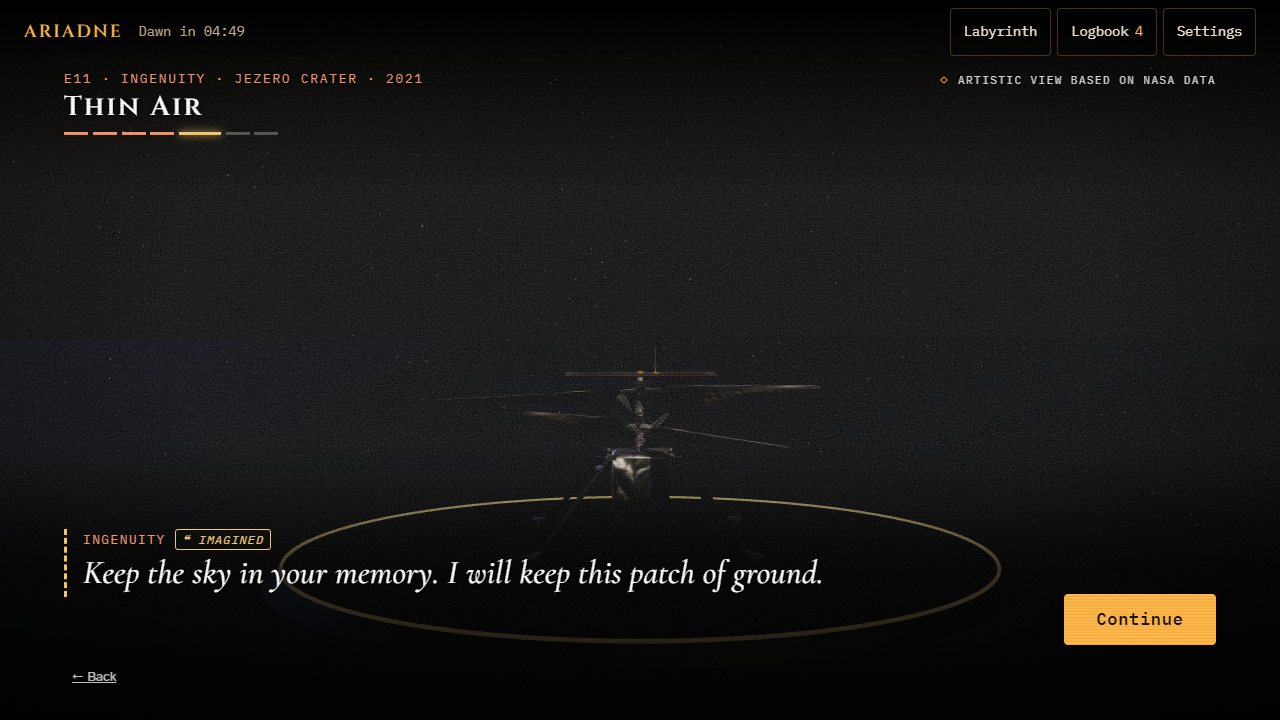 ARIADNE Dawn in 04:49 Labyrinth Logbook 4 Settings
E11 · INGENUITY · JEZERO CRATER · 2021
◇ ARTISTIC VIEW BASED ON NASA DATA
THIN AIR
INGENUITY ❝ IMAGINED
Keep the sky in your memory. I will keep this patch of ground.
Continue
← Back